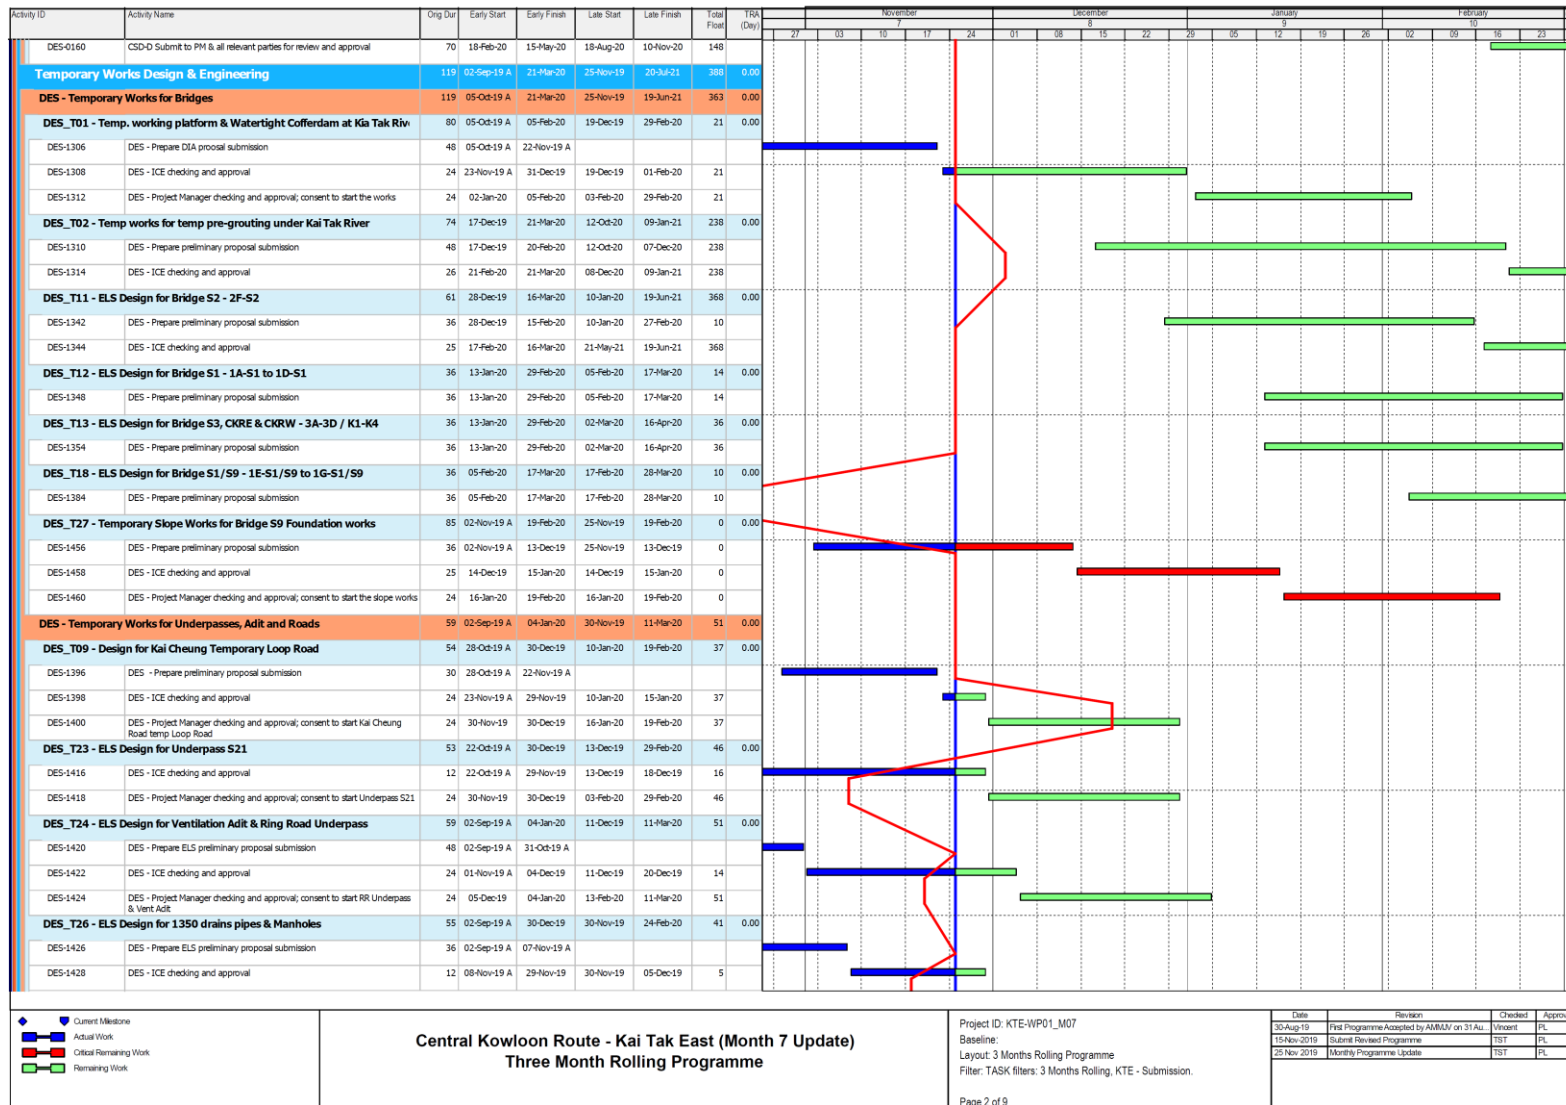 Activity ID Activity Name Orig Dur Early Start Early Finish Late Start Late Finish Total Float TRA (Day) November December January February
7 8 9 10
27 03 10 17 24 01 08 15 22 29 05 12 19 26 02 09 16 23
DES-0160 CSD-D Submit to PM & all relevant parties for review and approval 70 18-Feb-20 15-May-20 18-Aug-20 10-Nov-20 148
Temporary Works Design & Engineering 119 02-Sep-19 A 21-Mar-20 25-Nov-19 20-Jul-21 388 0.00
DES - Temporary Works for Bridges 119 05-Oct-19 A 21-Mar-20 25-Nov-19 19-Jun-21 363 0.00
DES_T01 - Temp. working platform & Watertight Cofferdam at Kia Tak Rive 80 05-Oct-19 A 05-Feb-20 19-Dec-19 29-Feb-20 21 0.00
DES-1306 DES - Prepare DIA proosal submission 48 05-Oct-19 A 22-Nov-19 A
DES-1308 DES - ICE checking and approval 24 23-Nov-19 A 31-Dec-19 19-Dec-19 01-Feb-20 21
DES-1312 DES - Project Manager checking and approval; consent to start the works 24 02-Jan-20 05-Feb-20 03-Feb-20 29-Feb-20 21
DES_T02 - Temp works for temp pre-grouting under Kai Tak River 74 17-Dec-19 21-Mar-20 12-Oct-20 09-Jan-21 238 0.00
DES-1310 DES - Prepare preliminary proposal submission 48 17-Dec-19 20-Feb-20 12-Oct-20 07-Dec-20 238
DES-1314 DES - ICE checking and approval 26 21-Feb-20 21-Mar-20 08-Dec-20 09-Jan-21 238
DES_T11 - ELS Design for Bridge S2 - 2F-S2 61 28-Dec-19 16-Mar-20 10-Jan-20 19-Jun-21 368 0.00
DES-1342 DES - Prepare preliminary proposal submission 36 28-Dec-19 15-Feb-20 10-Jan-20 27-Feb-20 10
DES-1344 DES - ICE checking and approval 25 17-Feb-20 16-Mar-20 21-May-21 19-Jun-21 368
DES_T12 - ELS Design for Bridge S1 - 1A-S1 to 1D-S1 36 13-Jan-20 29-Feb-20 05-Feb-20 17-Mar-20 14 0.00
DES-1348 DES - Prepare preliminary proposal submission 36 13-Jan-20 29-Feb-20 05-Feb-20 17-Mar-20 14
DES_T13 - ELS Design for Bridge S3, CKRE & CKRW - 3A-3D / K1-K4 36 13-Jan-20 29-Feb-20 02-Mar-20 16-Apr-20 36 0.00
DES-1354 DES - Prepare preliminary proposal submission 36 13-Jan-20 29-Feb-20 02-Mar-20 16-Apr-20 36
DES_T18 - ELS Design for Bridge S1/S9 - 1E-S1/S9 to 1G-S1/S9 36 05-Feb-20 17-Mar-20 17-Feb-20 28-Mar-20 10 0.00
DES-1384 DES - Prepare preliminary proposal submission 36 05-Feb-20 17-Mar-20 17-Feb-20 28-Mar-20 10
DES_T27 - Temporary Slope Works for Bridge S9 Foundation works 85 02-Nov-19 A 19-Feb-20 25-Nov-19 19-Feb-20 0 0.00
DES-1456 DES - Prepare preliminary proposal submission 36 02-Nov-19 A 13-Dec-19 25-Nov-19 13-Dec-19 0
DES-1458 DES - ICE checking and approval 25 14-Dec-19 15-Jan-20 14-Dec-19 15-Jan-20 0
DES-1460 DES - Project Manager checking and approval; consent to start the slope works 24 16-Jan-20 19-Feb-20 16-Jan-20 19-Feb-20 0
DES - Temporary Works for Underpasses, Adit and Roads 59 02-Sep-19 A 04-Jan-20 30-Nov-19 11-Mar-20 51 0.00
DES_T09 - Design for Kai Cheung Temporary Loop Road 54 28-Oct-19 A 30-Dec-19 10-Jan-20 19-Feb-20 37 0.00
DES-1396 DES - Prepare preliminary proposal submission 30 28-Oct-19 A 22-Nov-19 A
DES-1398 DES - ICE checking and approval 24 23-Nov-19 A 29-Nov-19 10-Jan-20 15-Jan-20 37
DES-1400 DES - Project Manager checking and approval; consent to start Kai Cheung 24 30-Nov-19 30-Dec-19 16-Jan-20 19-Feb-20 37
Road temp Loop Road
DES_T23 - ELS Design for Underpass S21 53 22-Oct-19 A 30-Dec-19 13-Dec-19 29-Feb-20 46 0.00
DES-1416 DES - ICE checking and approval 12 22-Oct-19 A 29-Nov-19 13-Dec-19 18-Dec-19 16
DES-1418 DES - Project Manager checking and approval; consent to start Underpass S21 24 30-Nov-19 30-Dec-19 03-Feb-20 29-Feb-20 46
DES_T24 - ELS Design for Ventilation Adit & Ring Road Underpass 59 02-Sep-19 A 04-Jan-20 11-Dec-19 11-Mar-20 51 0.00
DES-1420 DES - Prepare ELS preliminary proposal submission 48 02-Sep-19 A 31-Oct-19 A
DES-1422 DES - ICE checking and approval 24 01-Nov-19 A 04-Dec-19 11-Dec-19 20-Dec-19 14
DES-1424 DES - Project Manager checking and approval; consent to start RR Underpass 24 05-Dec-19 04-Jan-20 13-Feb-20 11-Mar-20 51
& Vent Adit
DES_T26 - ELS Design for 1350 drains pipes & Manholes 55 02-Sep-19 A 30-Dec-19 30-Nov-19 24-Feb-20 41 0.00
DES-1426 DES - Prepare ELS preliminary proposal submission 36 02-Sep-19 A 07-Nov-19 A
DES-1428 DES - ICE checking and approval 12 08-Nov-19 A 29-Nov-19 30-Nov-19 05-Dec-19 5
Current Milestone
Actual Work
Critical Remaining Work
Remaining Work
Central Kowloon Route - Kai Tak East (Month 7 Update)
Three Month Rolling Programme
Project ID: KTE-WP01_M07
Baseline:
Layout: 3 Months Rolling Programme
Filter: TASK filters: 3 Months Rolling, KTE - Submission.
Page 2 of 9
Date Revision Checked Approv
30-Aug-19 First Programme Accepted by AMMJV on 31 Au... Vincent PL
15-Nov-2019 Submit Revised Programme TST PL
25 Nov 2019 Monthly Programme Update TST PL